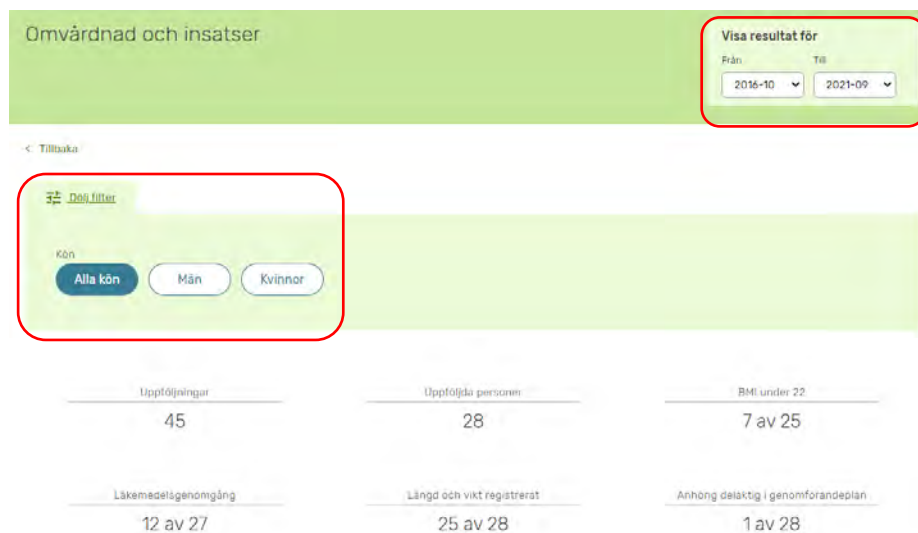 Omvårdnad och insatser
Visa resultat för
Från Till
2016-10 2021-09
< Tillbaka
Dölj filter
Kön
Alla kön Män Kvinnor
Uppföljningar Uppföljda personer BMI under 22
45 28 7 av 25
Läkemedelsgenomgång Längd och vikt registrerat Anhörig delaktig i genomförandeplan
12 av 27 25 av 28 1 av 28